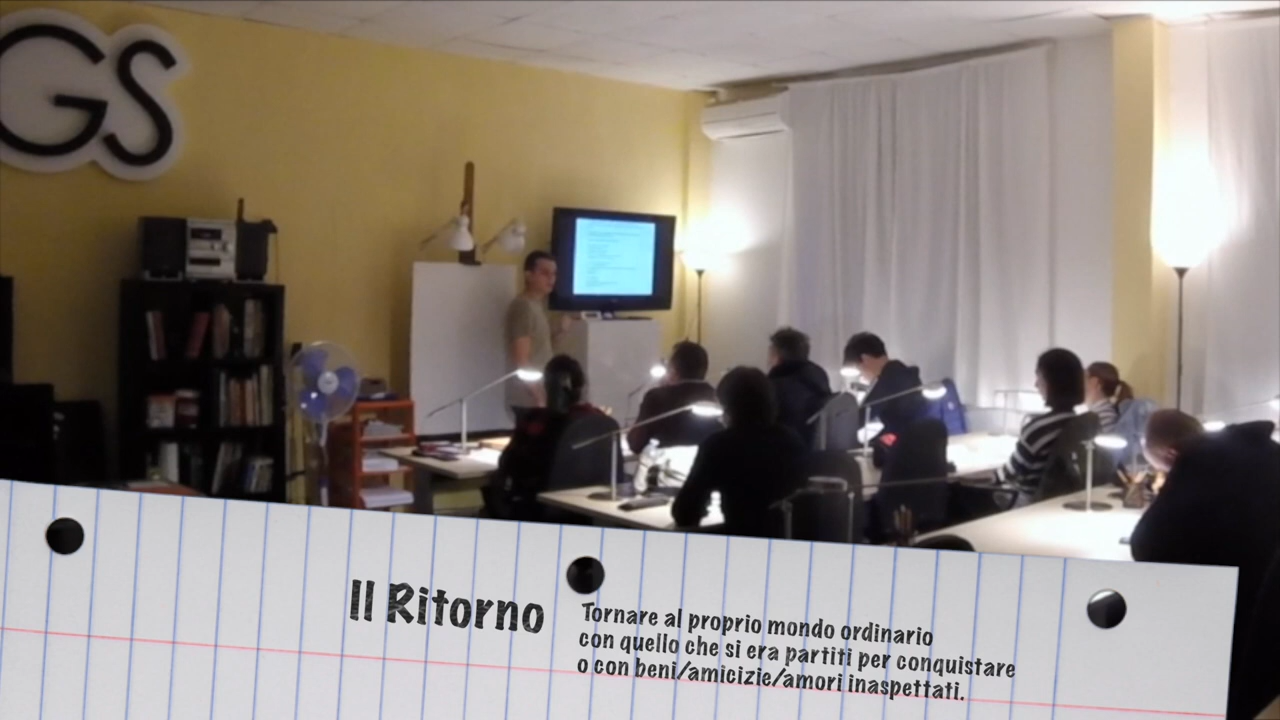 GS
Il Ritorno
Tornare al proprio mondo ordinario
con quello che si era partiti per conquistare
o con beni/amicizie/amori inaspettati.